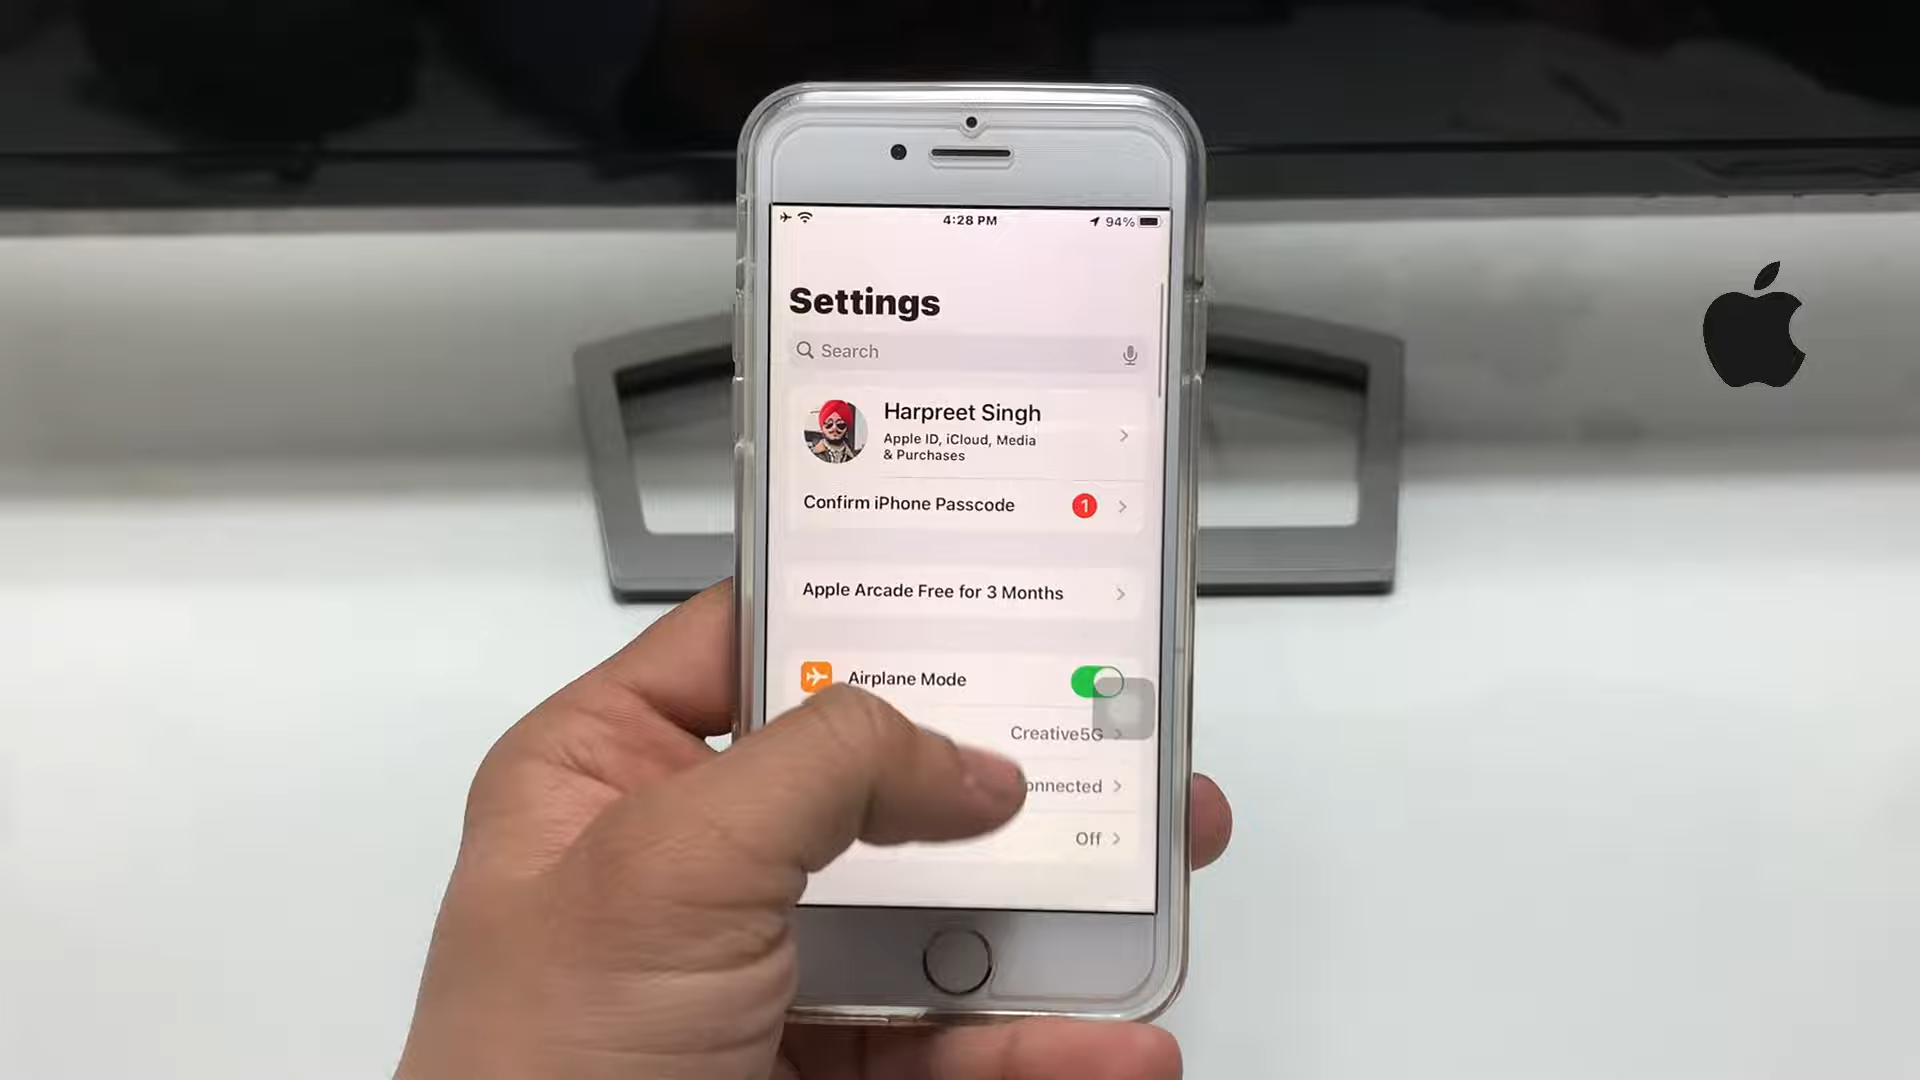 4:28 PM
94%
Settings
Search
Harpreet Singh
Apple ID, iCloud, Media
& Purchases
Confirm iPhone Passcode
1
Apple Arcade Free for 3 Months
Airplane Mode
Creative5G
onnected
Off